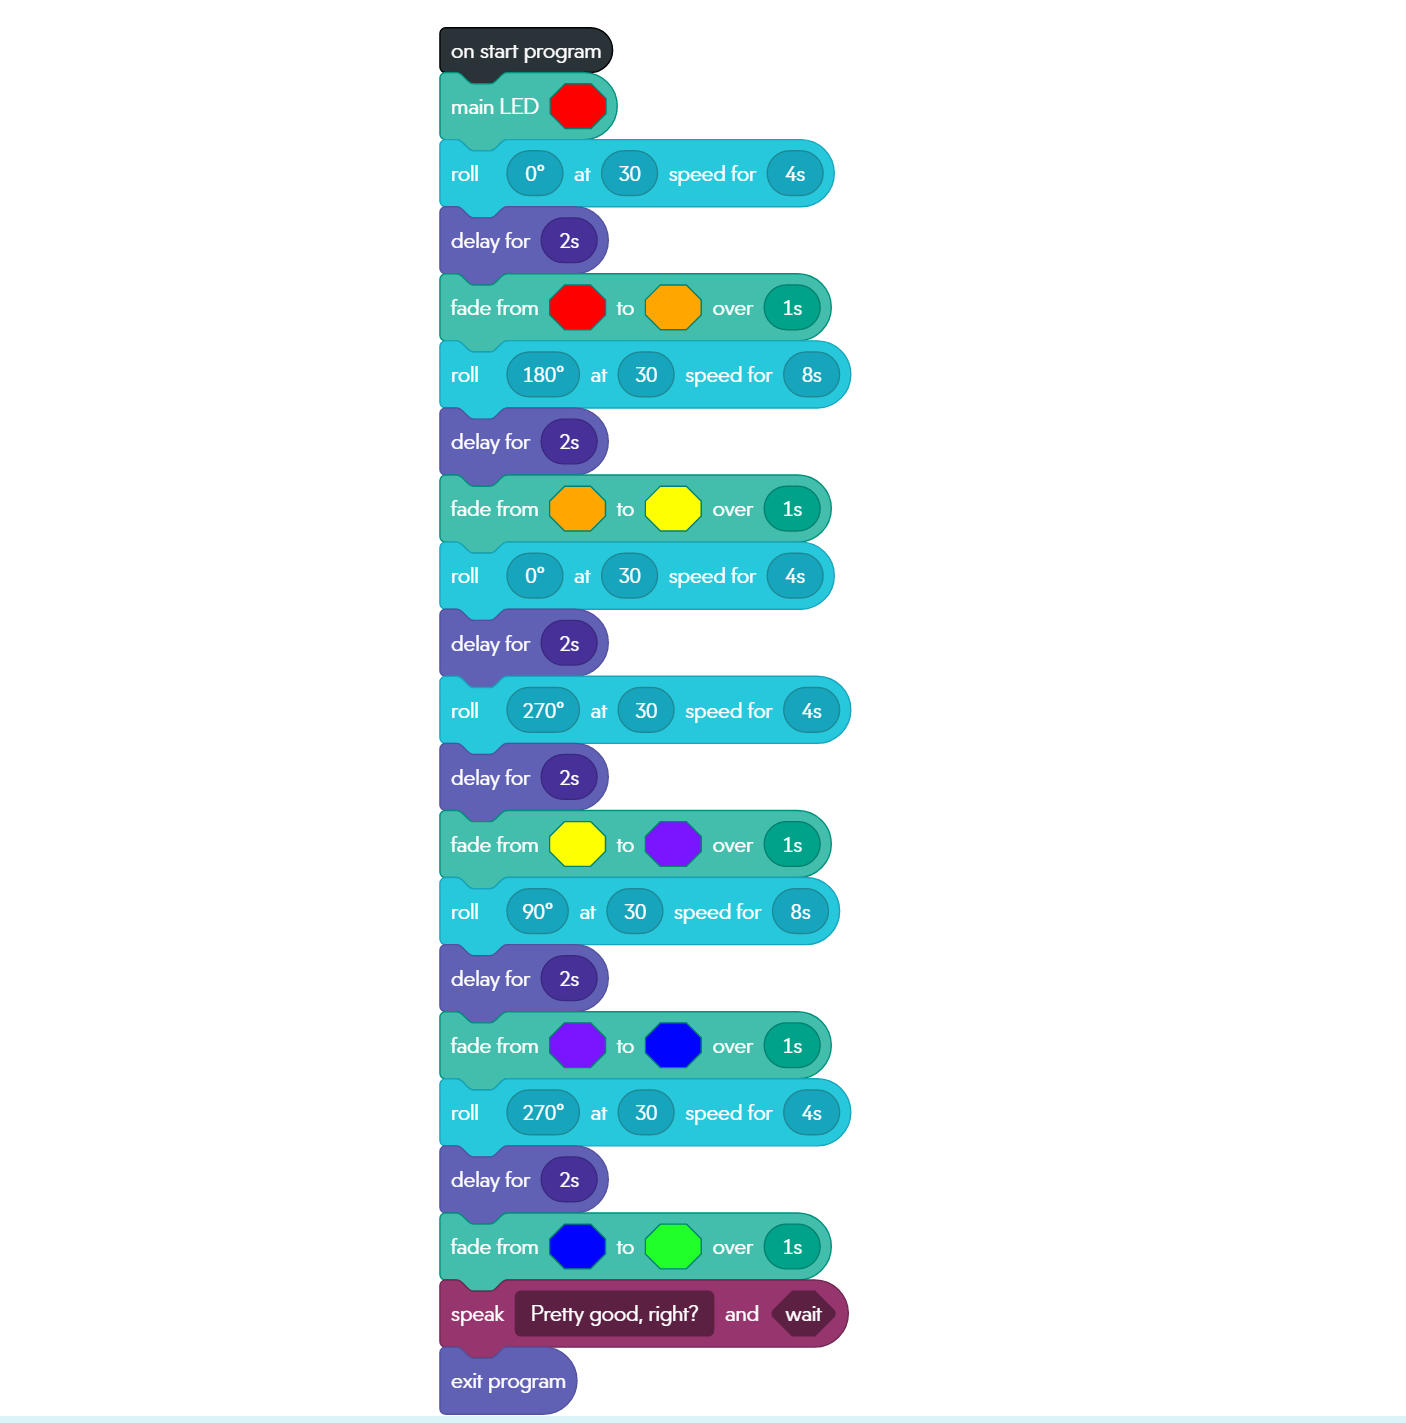 on start program
main LED
roll 0° at 30 speed for 4s
delay for 2s
fade from to over 1s
roll 180° at 30 speed for 8s
delay for 2s
fade from to over 1s
roll 0° at 30 speed for 4s
delay for 2s
roll 270° at 30 speed for 4s
delay for 2s
fade from to over 1s
roll 90° at 30 speed for 8s
delay for 2s
fade from to over 1s
roll 270° at 30 speed for 4s
delay for 2s
fade from to over 1s
speak Pretty good, right? and wait
exit program